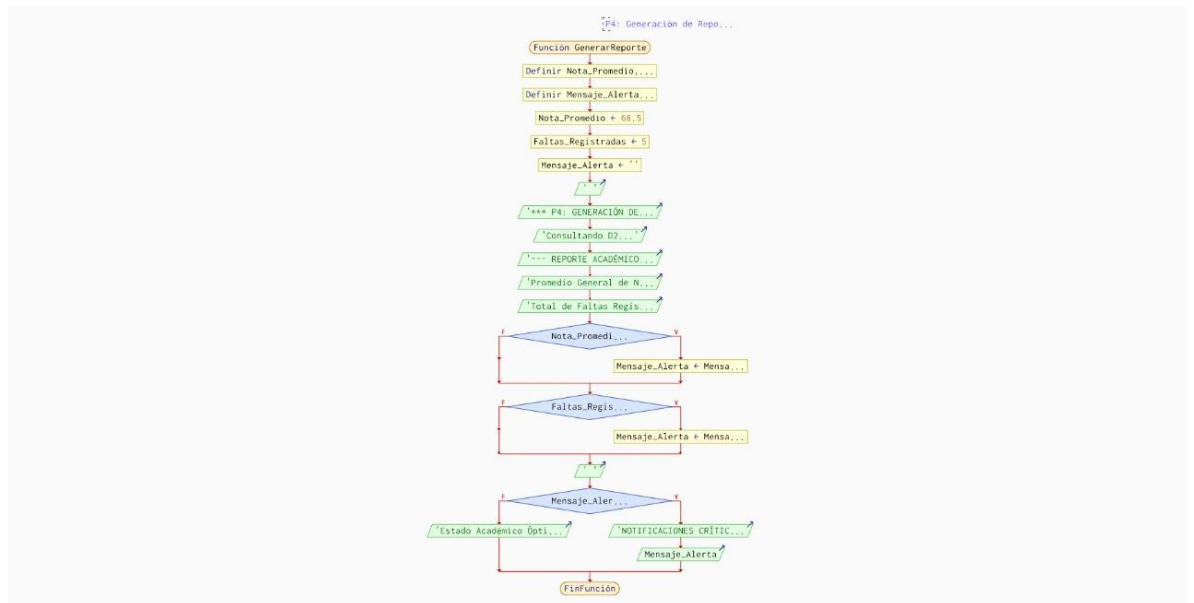 P4: Generación de Repo...
Función GenerarReporte
Definir Nota_Promedio,...
Definir Mensaje_Alerta...
Nota_Promedio ← 68.5
Faltas_Registradas ← 5
Mensaje_Alerta ← ''
' '
'*** P4: GENERACIÓN DE...
'Consultando D2...'
'--- REPORTE ACADÉMICO...
'Promedio General de N...
'Total de Faltas Regis...
F Nota_Promedi... V
Mensaje_Alerta ← Mensa...
F Faltas_Regis... V
Mensaje_Alerta ← Mensa...
' '
F Mensaje_Aler... V
'Estado Académico Ópti... 'NOTIFICACIONES CRÍTIC...
Mensaje_Alerta
FinFunción